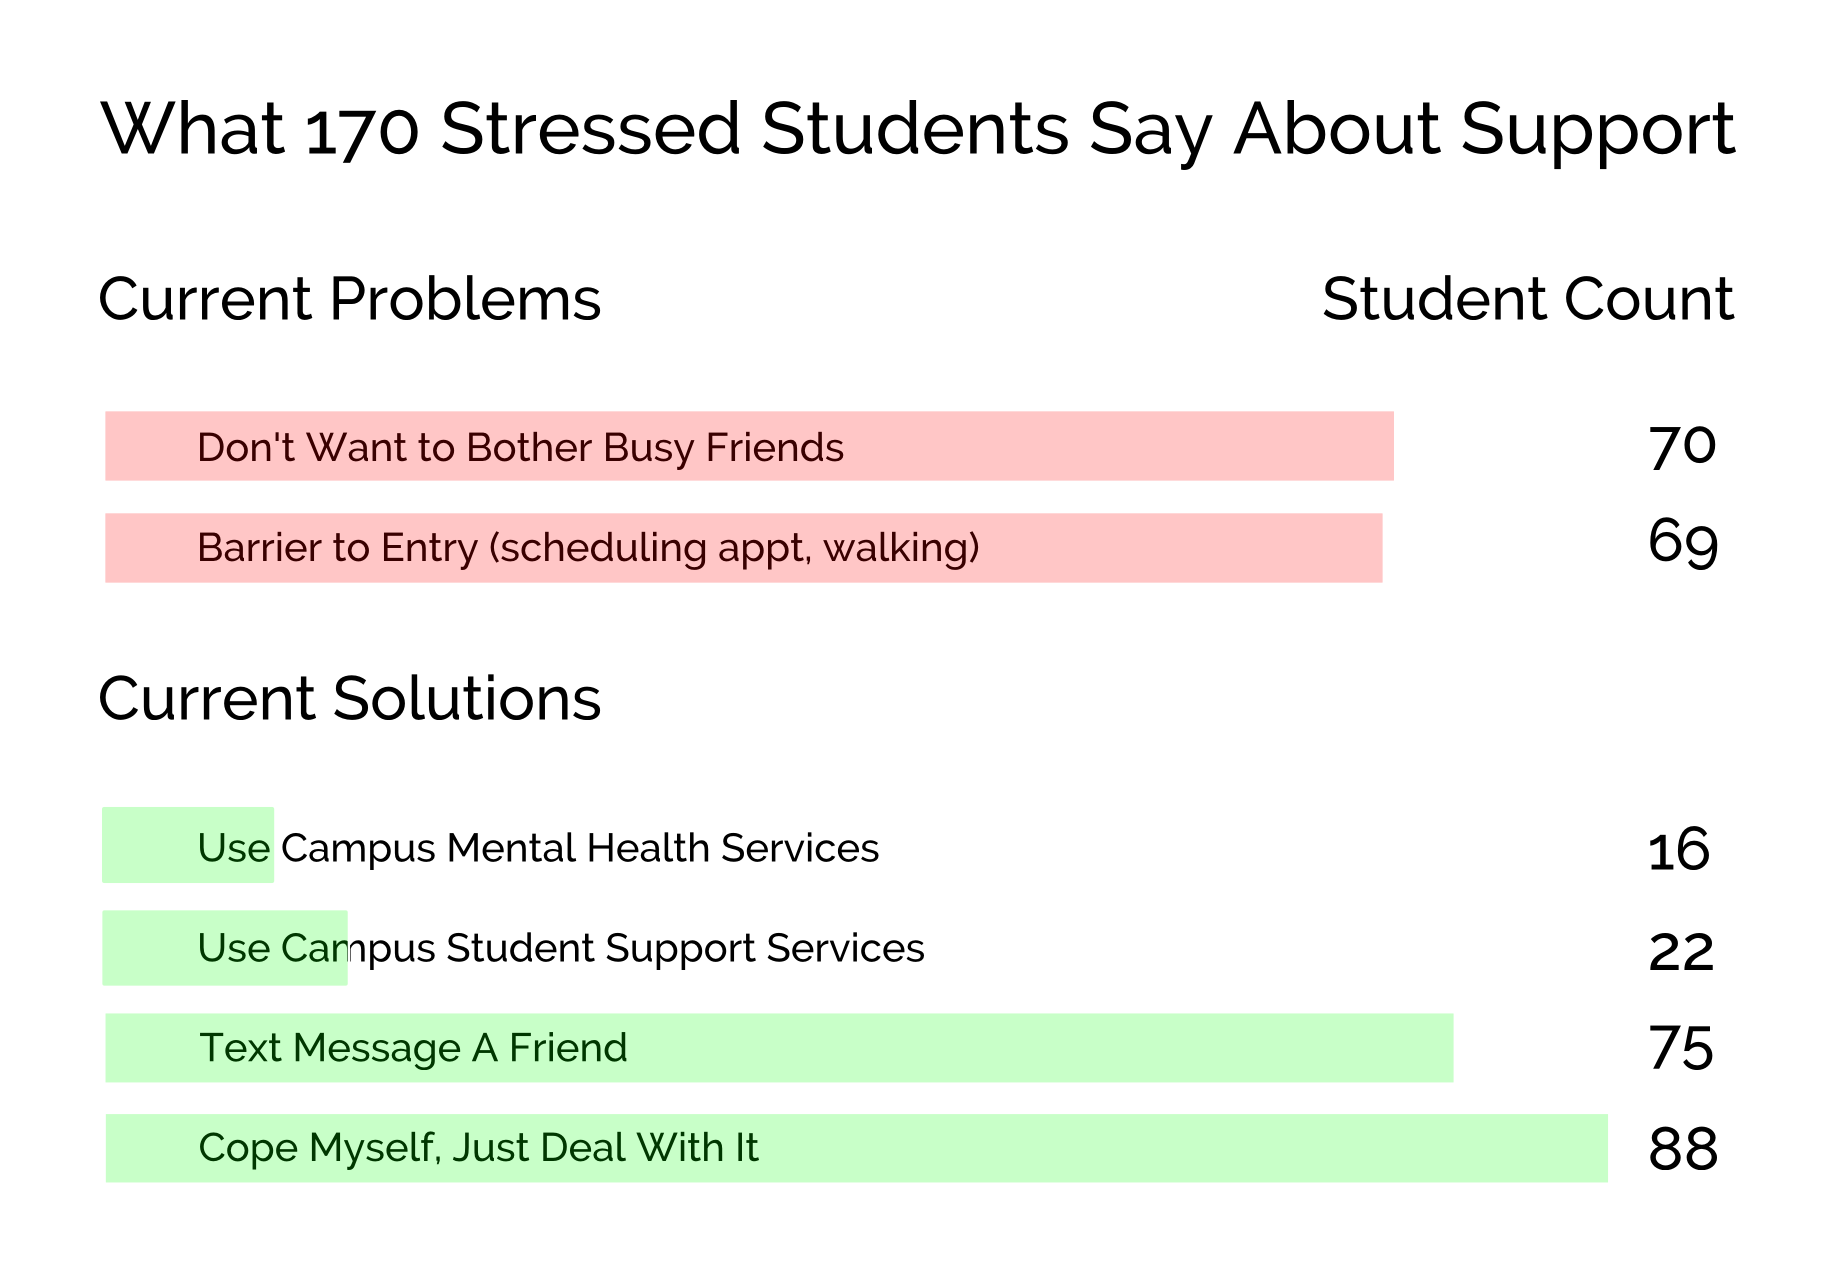 What 170 Stressed Students Say About Support
Current Problems Student Count
Don't Want to Bother Busy Friends 70
Barrier to Entry (scheduling appt, walking) 69
Current Solutions
Use Campus Mental Health Services 16
Use Campus Student Support Services 22
Text Message A Friend 75
Cope Myself, Just Deal With It 88